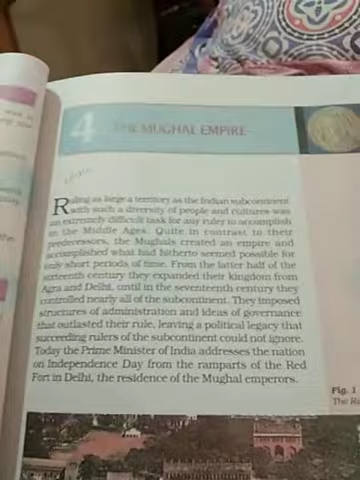 4 THE MUGHAL EMPIRE
Ruling as large a territory as the Indian subcontinent
with such a diversity of people and cultures was
an extremely difficult task for any ruler to accomplish
in the Middle Ages. Quite in contrast to their
predecessors, the Mughals created an empire and
accomplished what had hitherto seemed possible for
only short periods of time. From the latter half of the
sixteenth century they expanded their kingdom from
Agra and Delhi, until in the seventeenth century they
controlled nearly all of the subcontinent. They imposed
structures of administration and ideas of governance
that outlasted their rule, leaving a political legacy that
succeeding rulers of the subcontinent could not ignore.
Today the Prime Minister of India addresses the nation
on Independence Day from the ramparts of the Red
Fort in Delhi, the residence of the Mughal emperors.
Fig. 1
The